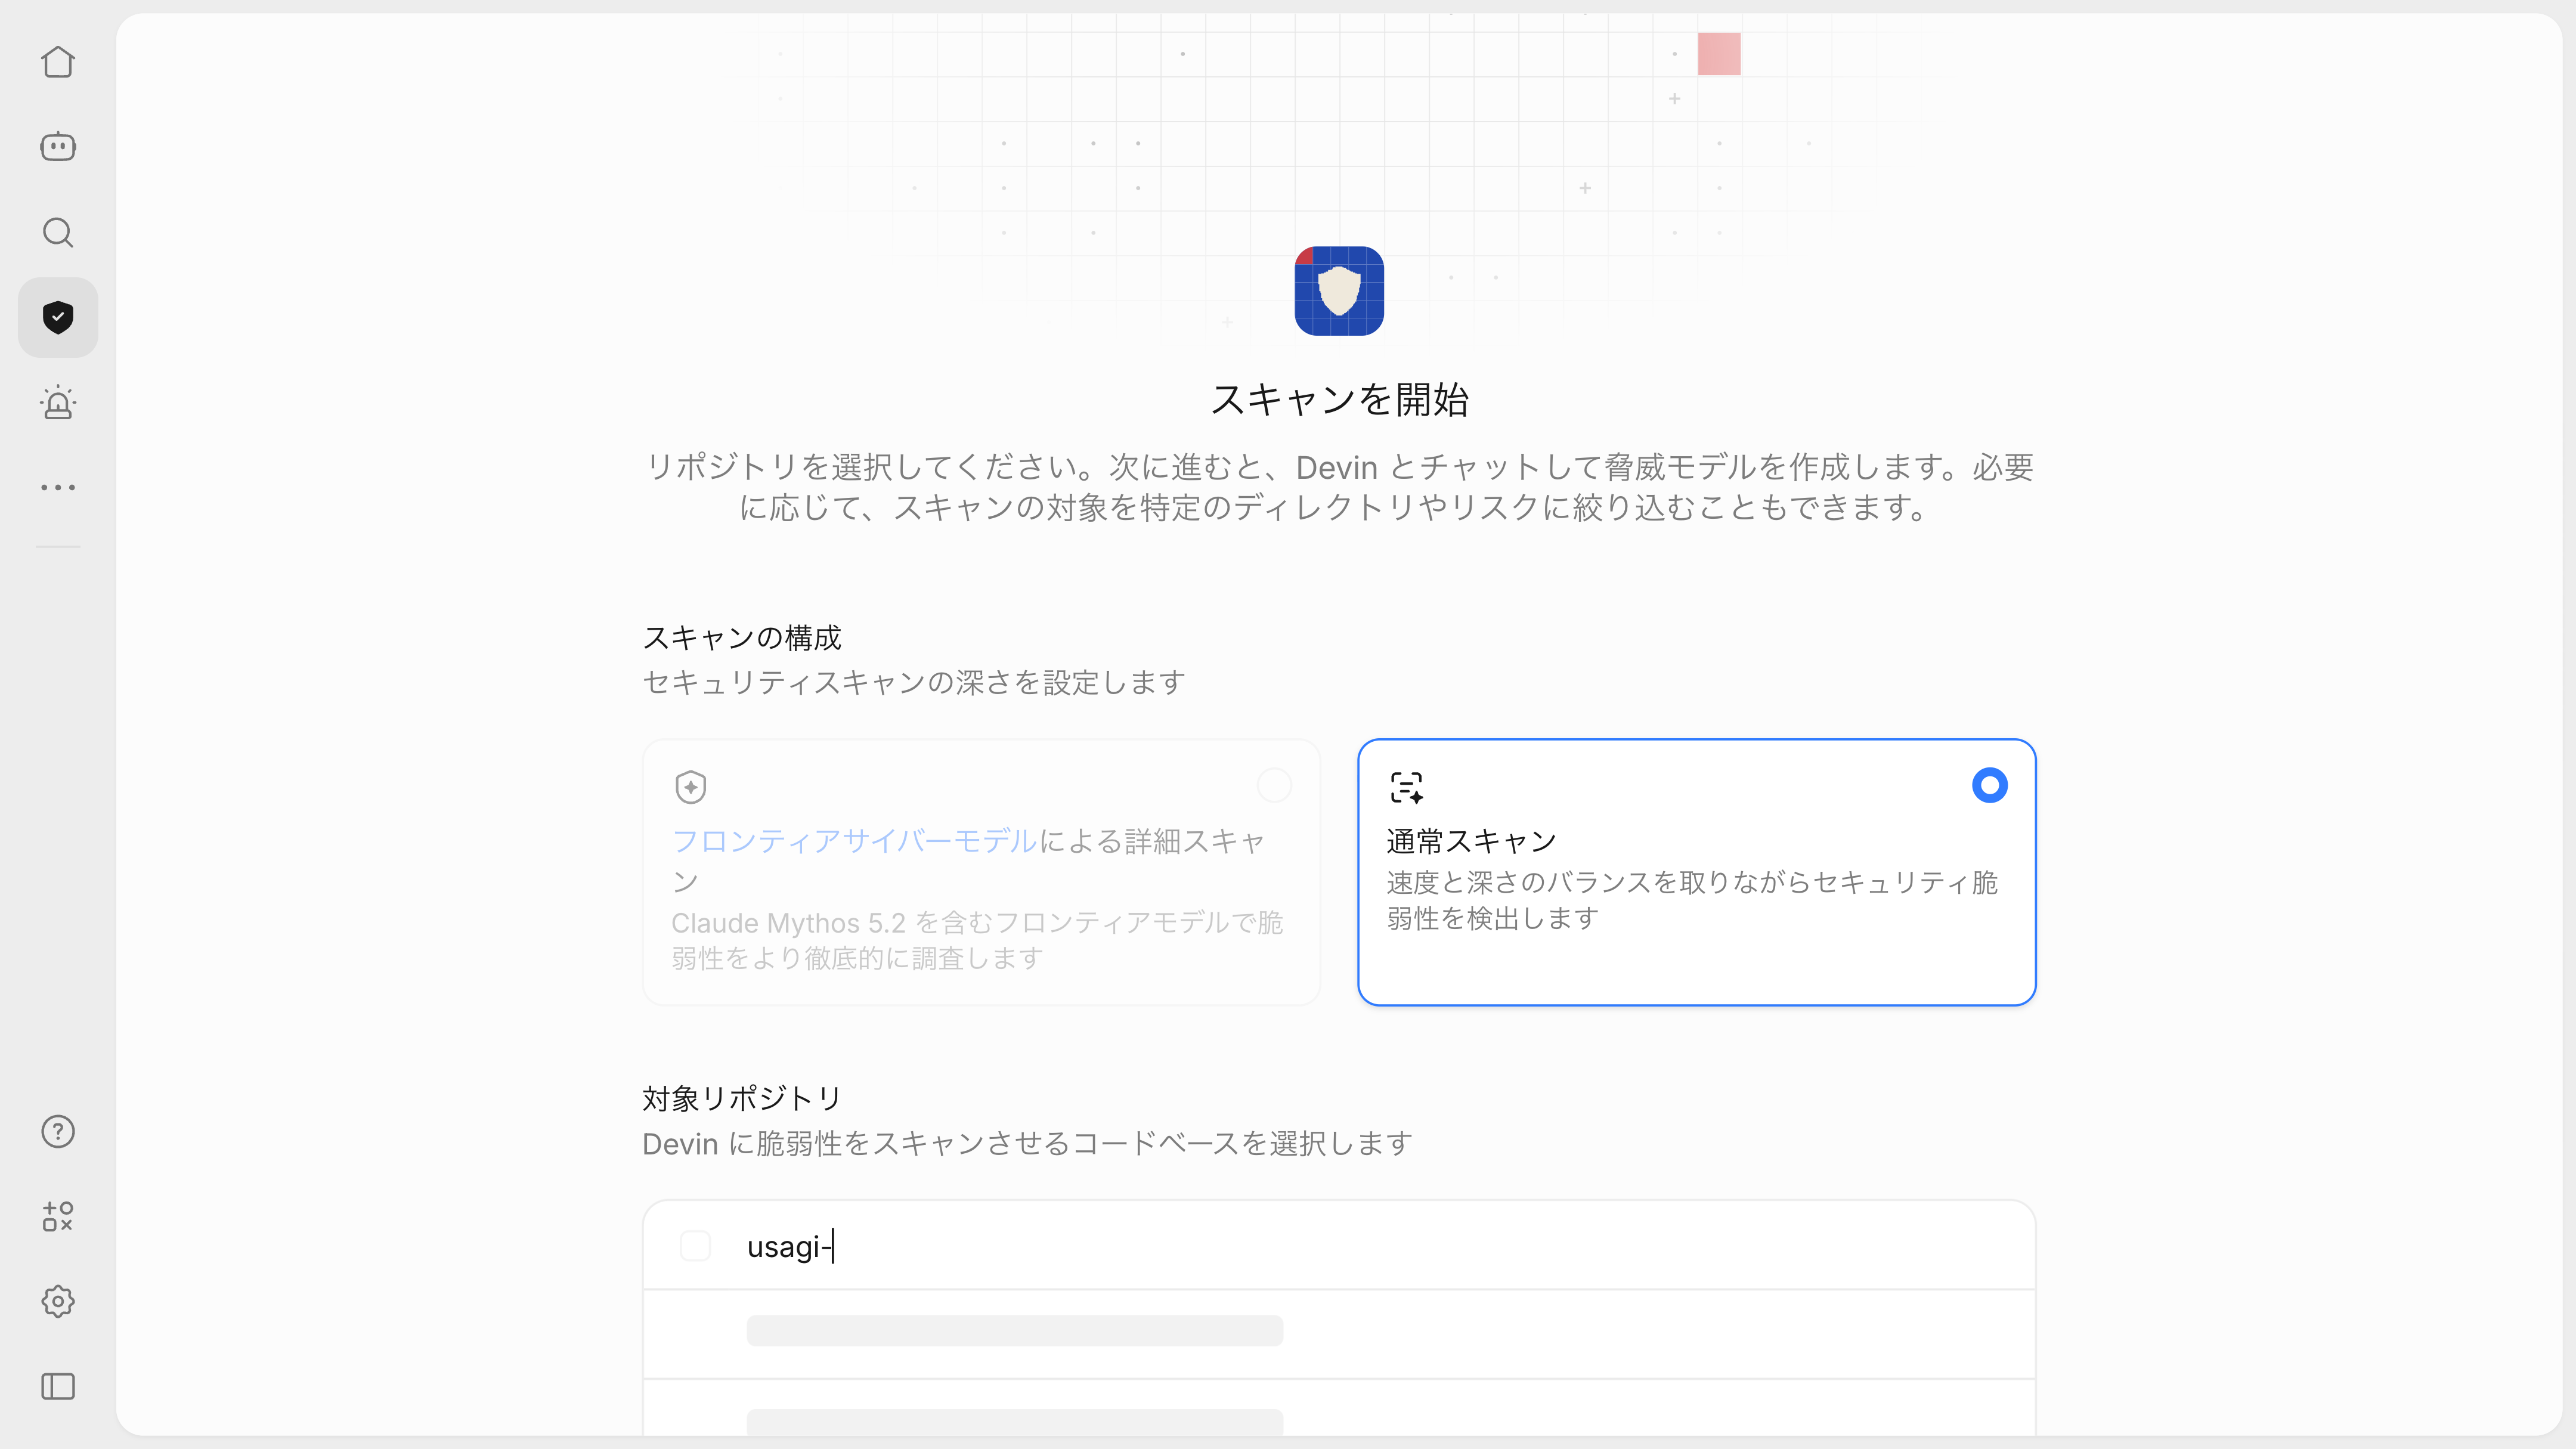 スキャンを開始
リポジトリを選択してください。次に進むと、Devin とチャットして脅威モデルを作成します。必要
に応じて、スキャンの対象を特定のディレクトリやリスクに絞り込むこともできます。
スキャンの構成
セキュリティスキャンの深さを設定します
フロンティアサイバーモデルによる詳細スキャ
ン
Claude Mythos 5.2 を含むフロンティアモデルで脆
弱性をより徹底的に調査します
通常スキャン
速度と深さのバランスを取りながらセキュリティ脆
弱性を検出します
対象リポジトリ
Devin に脆弱性をスキャンさせるコードベースを選択します
usagi-